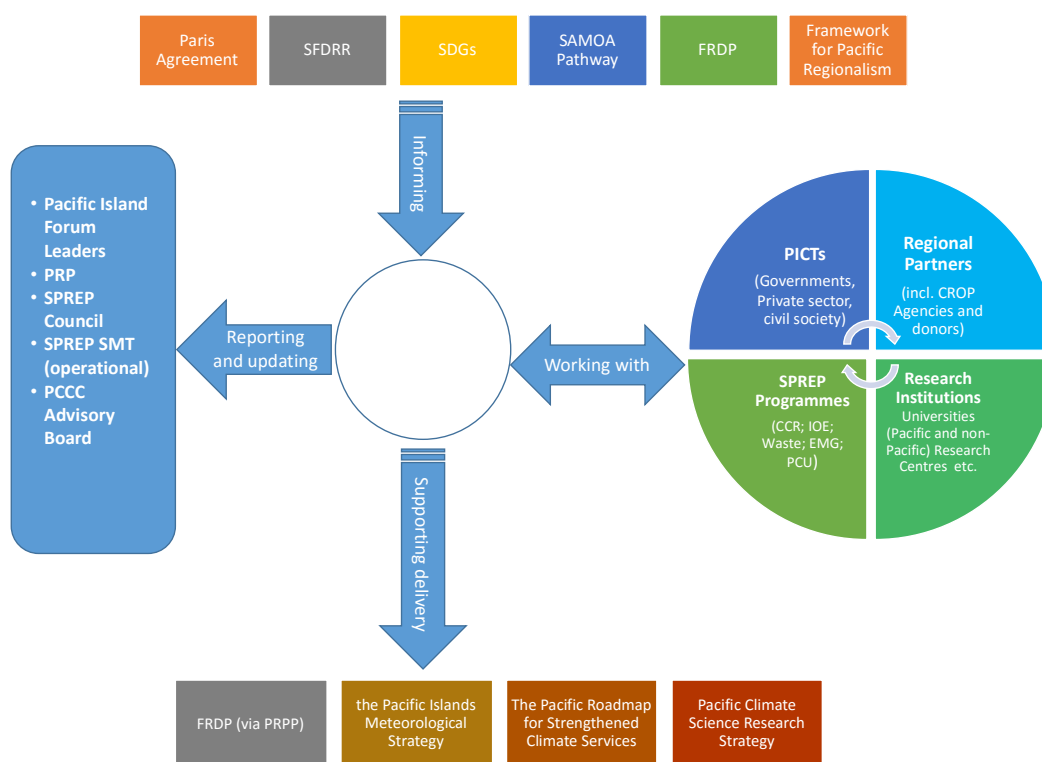 Paris
Agreement
SFDRR
SDGs
SAMOA
Pathway
FRDP
Framework
for Pacific
Regionalism
Informing
• Pacific Island
Forum
Leaders
• PRP
• SPREP
Council
• SPREP SMT
(operational)
• PCCC
Advisory
Board
Reporting
and updating
Working with
PICTs
(Governments,
Private sector,
civil society)
Regional
Partners
(incl. CROP
Agencies and
donors)
SPREP
Programmes
(CCR; IOE;
Waste; EMG;
PCU)
Research
Institutions
Universities
(Pacific and non-
Pacific) Research
Centres etc.
Supporting delivery
FRDP (via PRPP)
the Pacific Islands
Meteorological
Strategy
The Pacific Roadmap
for Strengthened
Climate Services
Pacific Climate
Science Research
Strategy